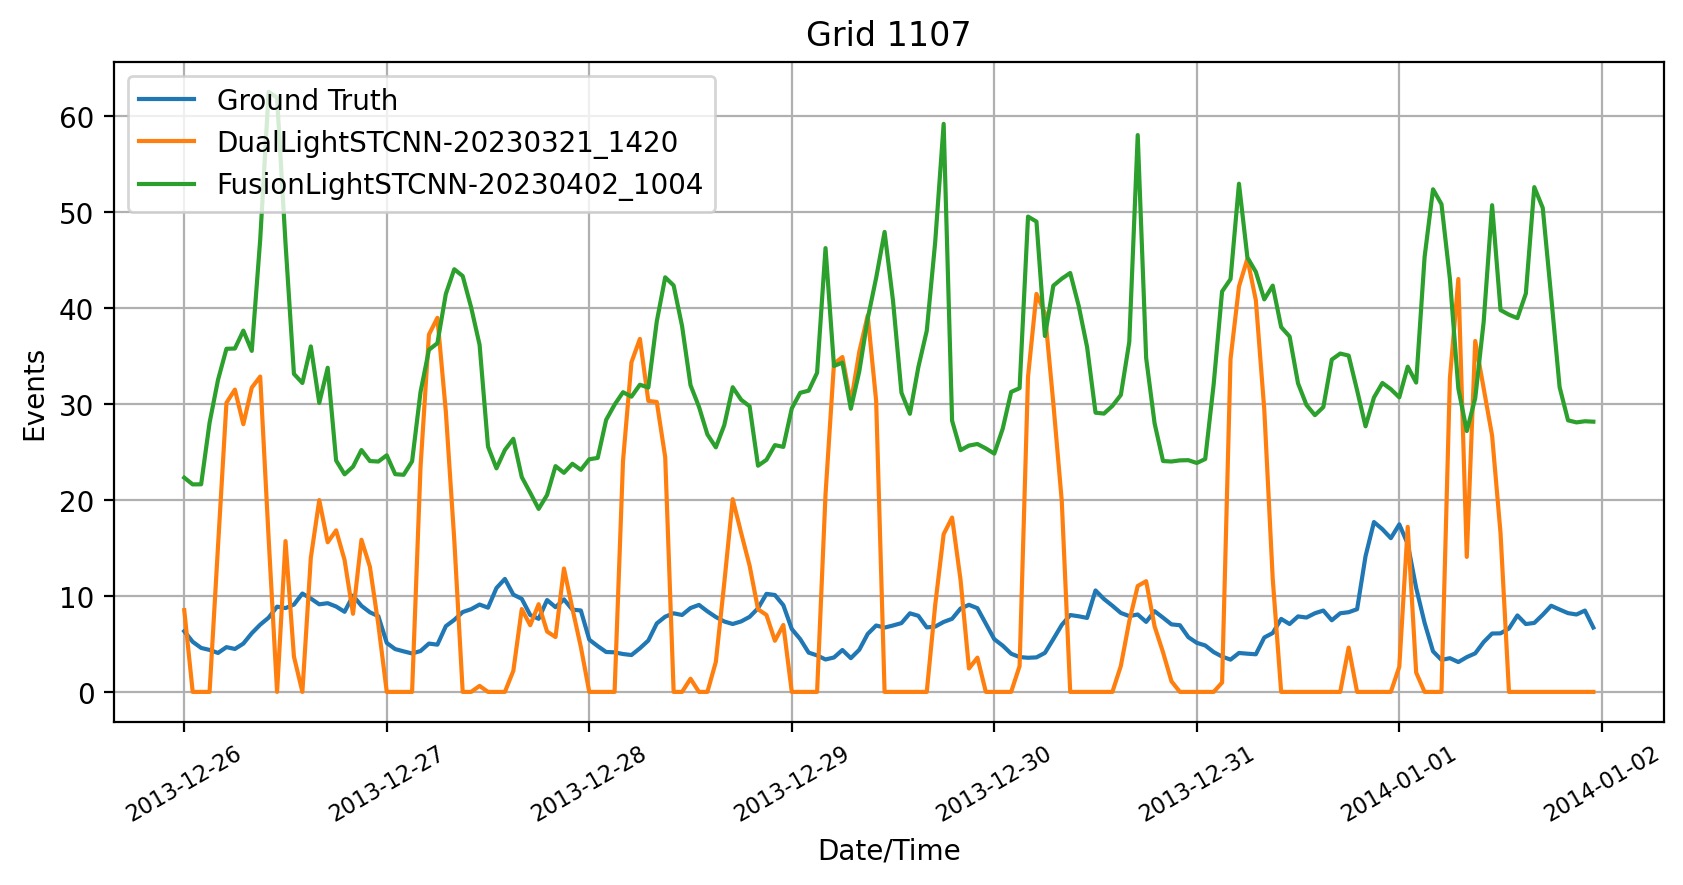 Grid 1107
Ground Truth
DualLightSTCNN-20230321_1420
FusionLightSTCNN-20230402_1004
60
50
40
30
20
10
0
Events
2013-12-26
2013-12-27
2013-12-28
2013-12-29
2013-12-30
2013-12-31
2014-01-01
2014-01-02
Date/Time